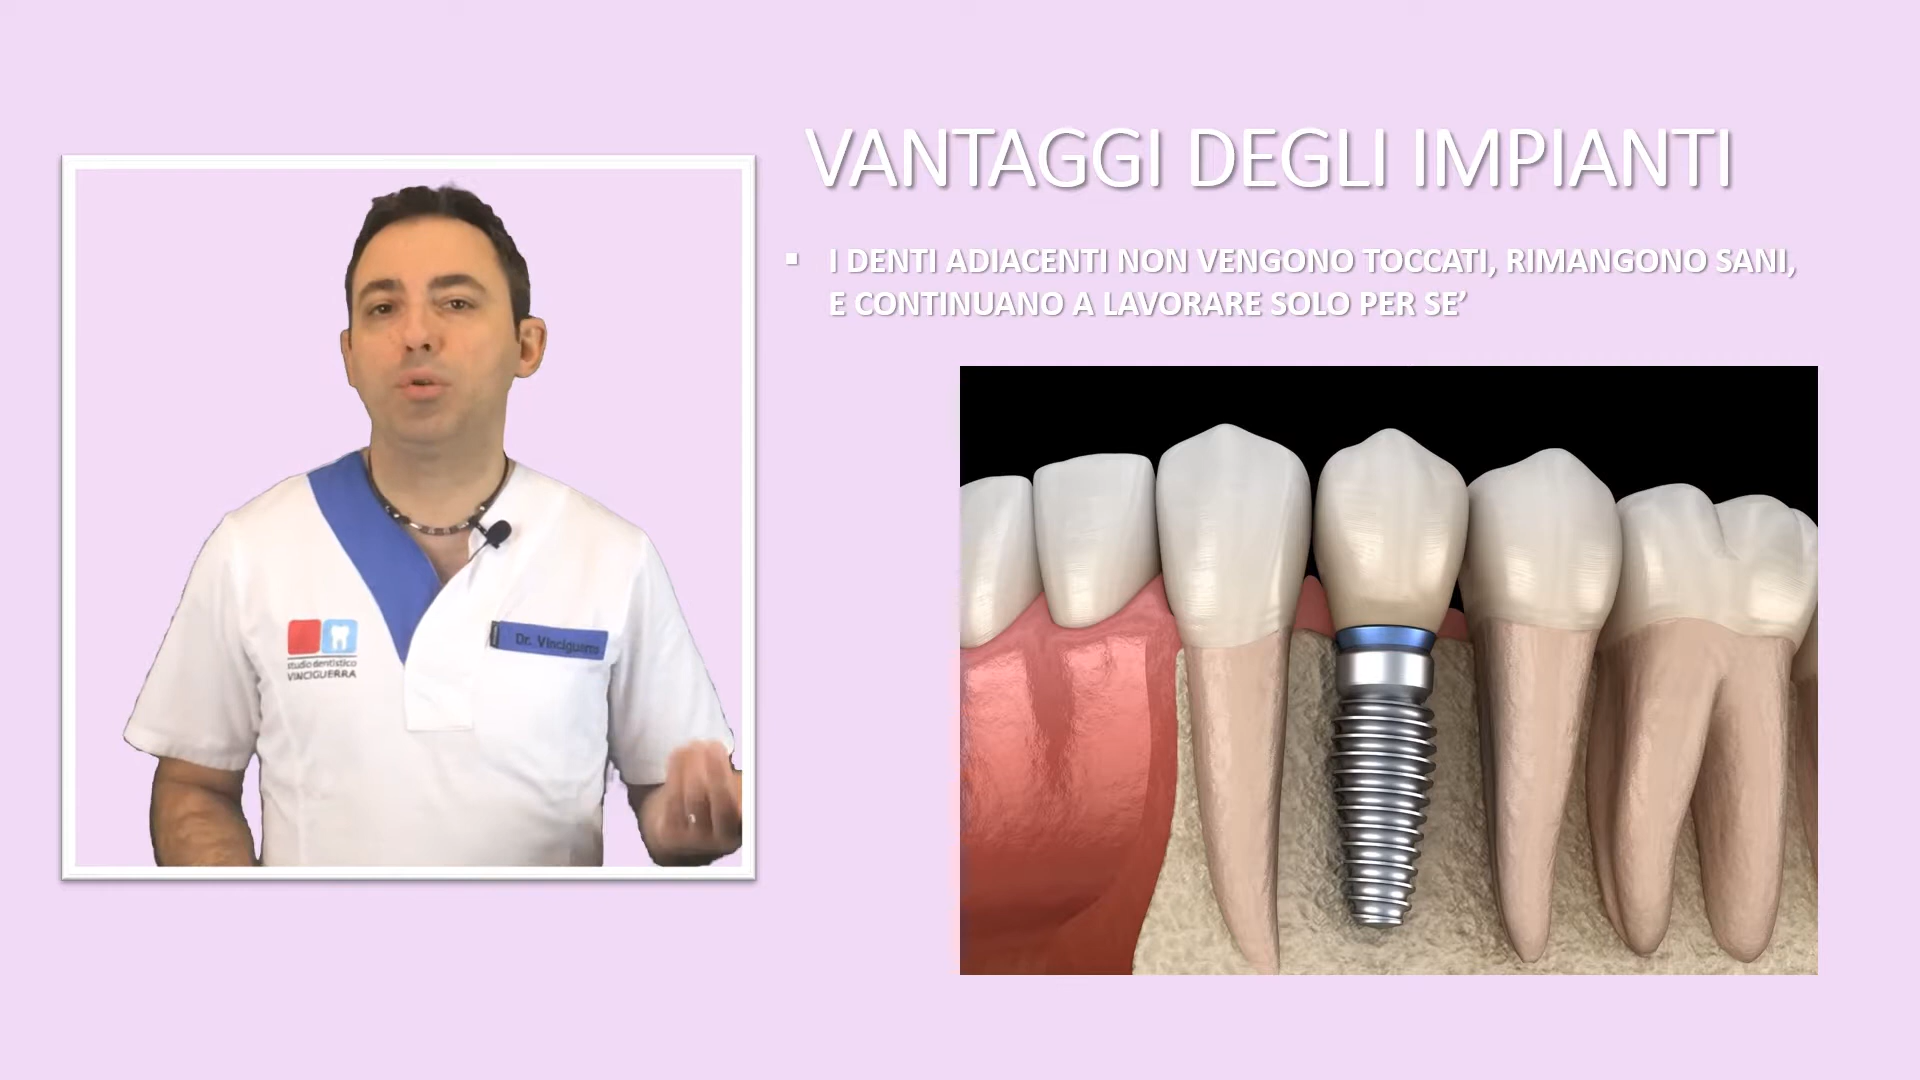 VANTAGGI DEGLI IMPIANTI
▪ I DENTI ADIACENTI NON VENGONO TOCCATI, RIMANGONO SANI,
E CONTINUANO A LAVORARE SOLO PER SE’
studio dentistico
VINCIGUERRA
Dr. Vinciguerra